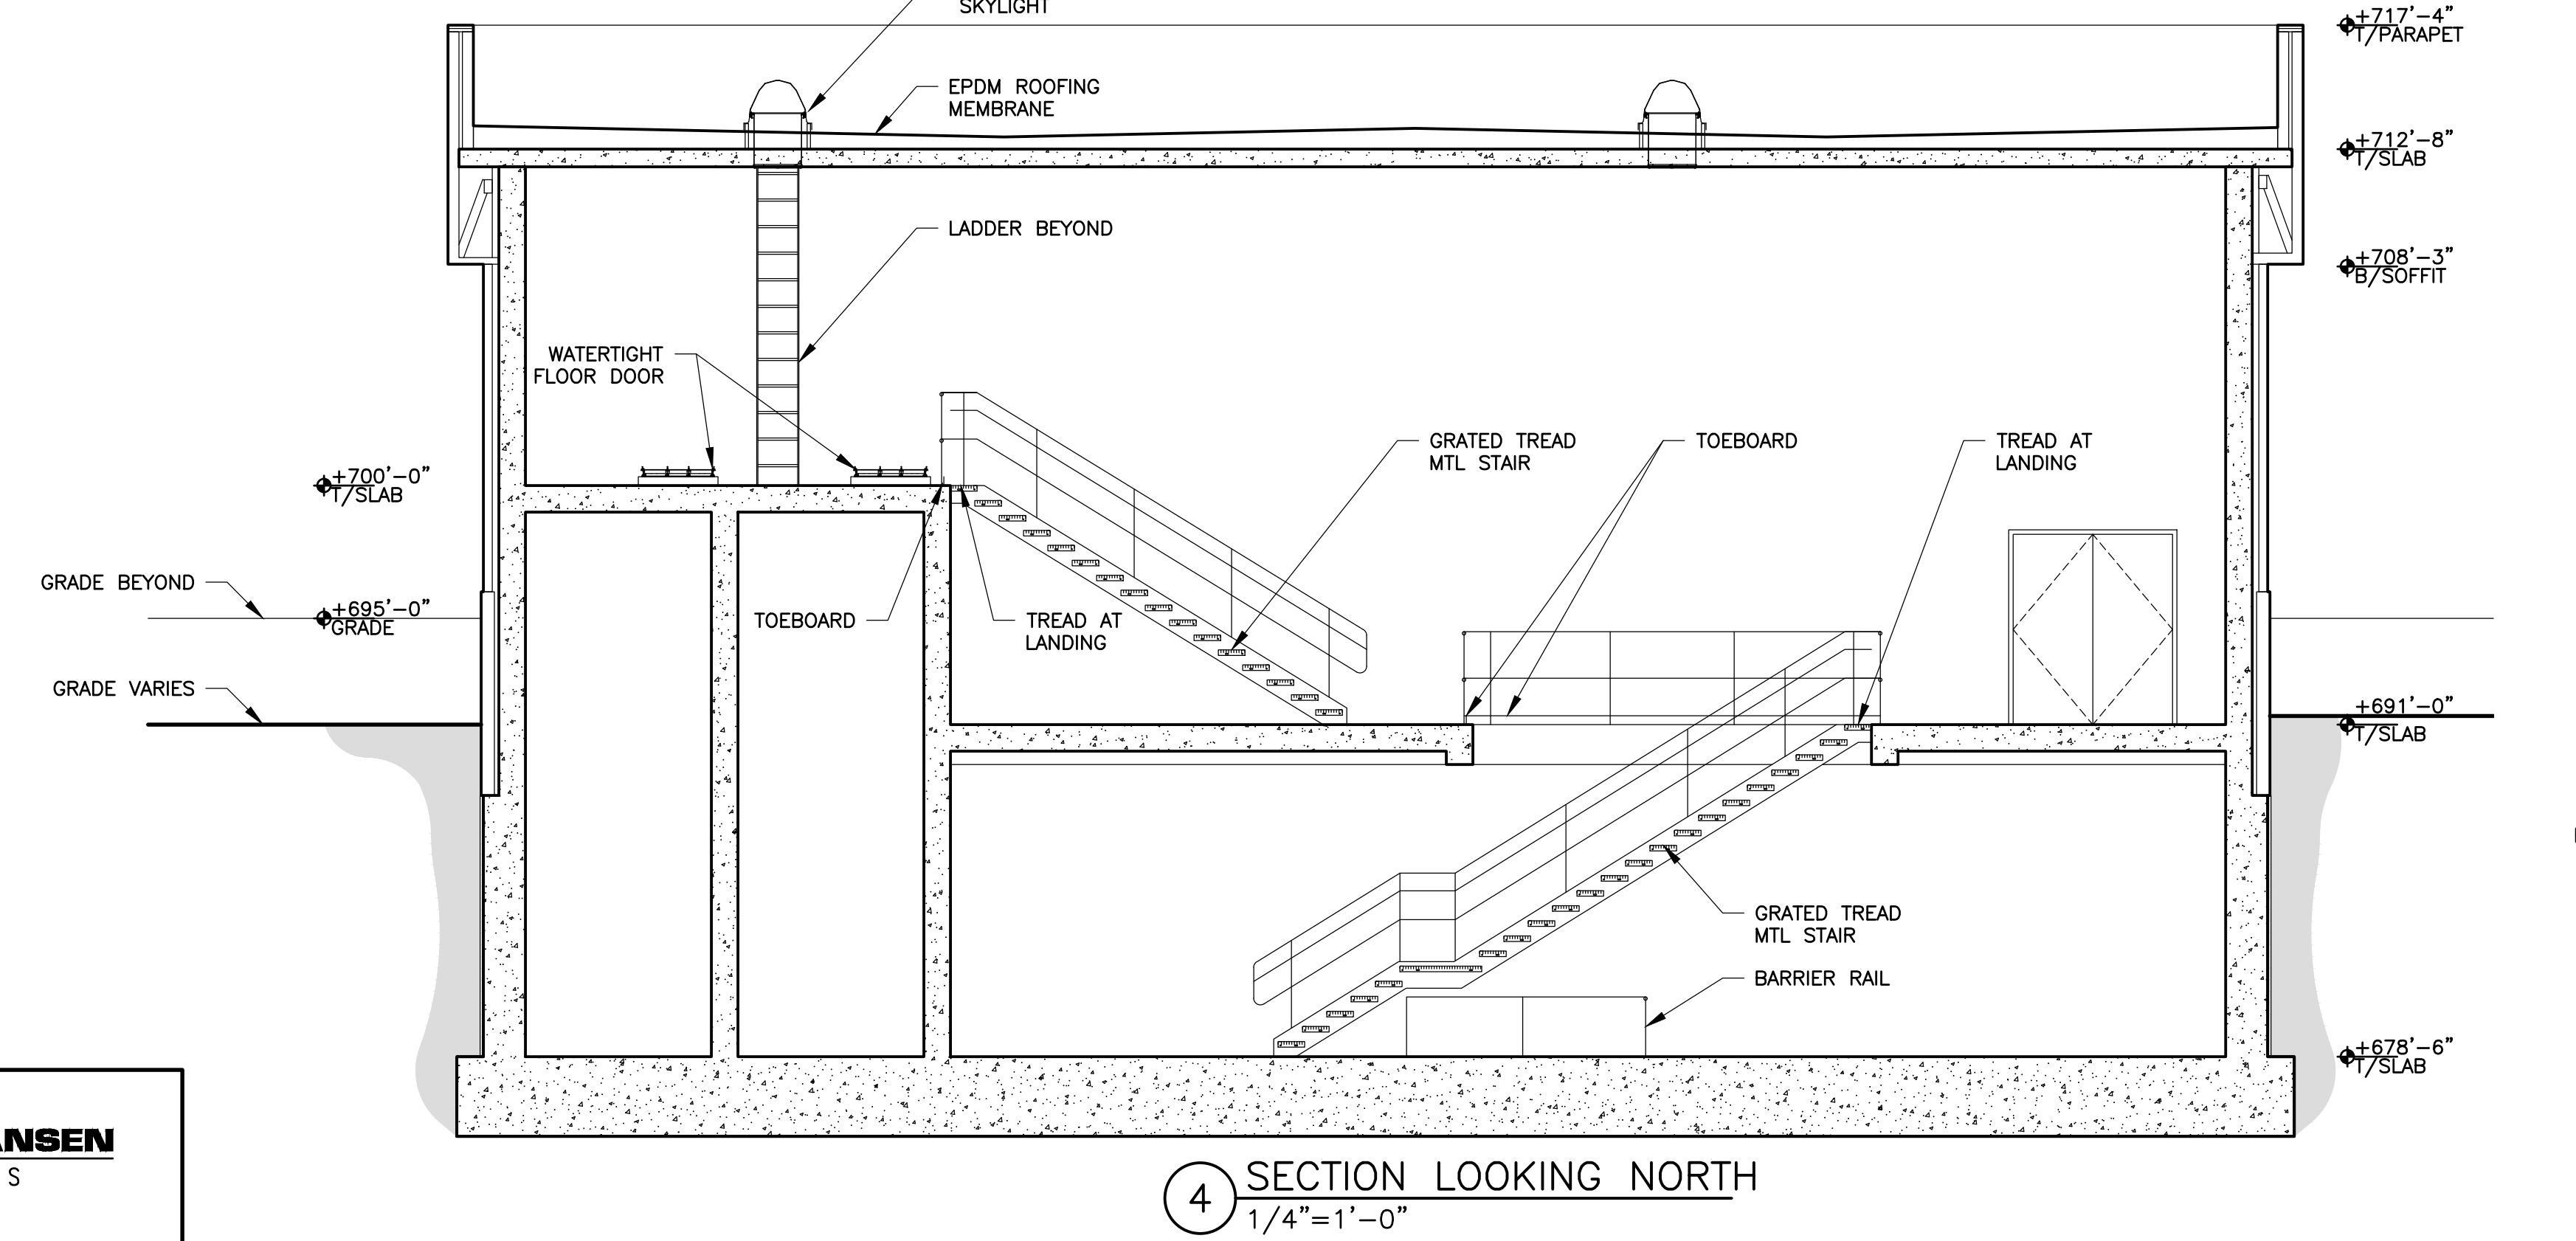 SKYLIGHT
+717'-4"
T/PARAPET
EPDM ROOFING
MEMBRANE
+712'-8"
T/SLAB
LADDER BEYOND
+708'-3"
B/SOFFIT
WATERTIGHT
FLOOR DOOR
GRATED TREAD
MTL STAIR
TOEBOARD
TREAD AT
LANDING
+700'-0"
T/SLAB
GRADE BEYOND
+695'-0"
GRADE
TOEBOARD
TREAD AT
LANDING
GRADE VARIES
+691'-0"
T/SLAB
GRATED TREAD
MTL STAIR
BARRIER RAIL
+678'-6"
T/SLAB
ANSEN
S
4
SECTION LOOKING NORTH
1/4"=1'-0"